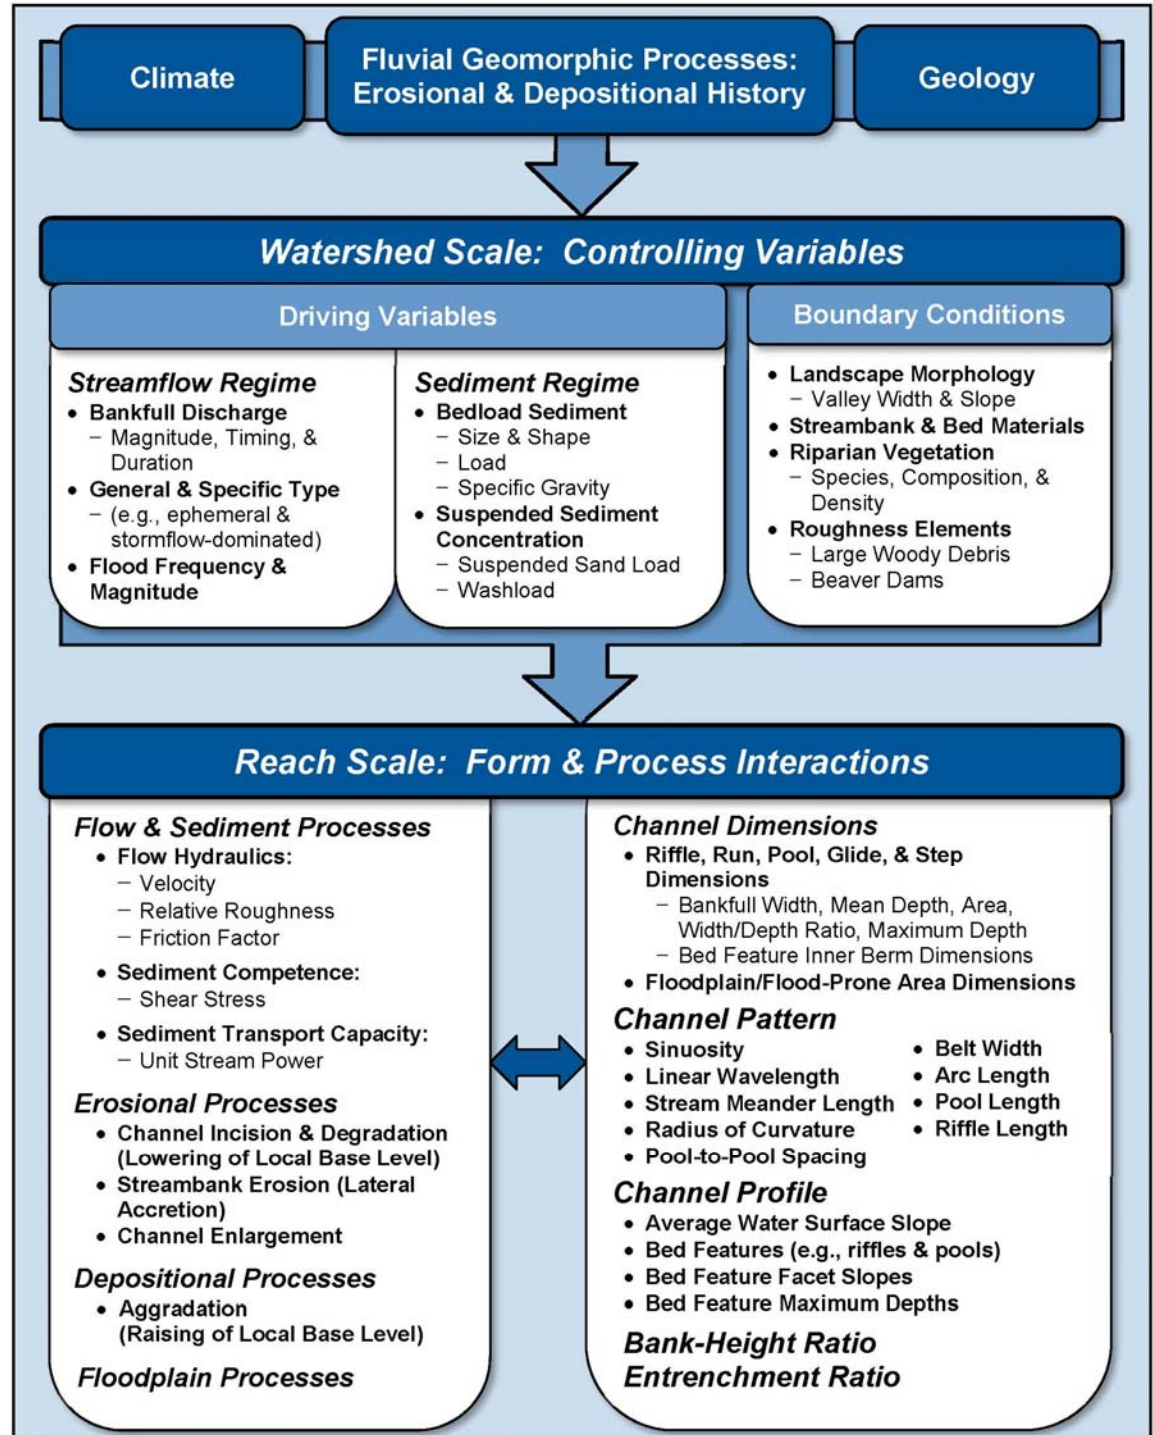 Climate
Fluvial Geomorphic Processes:
Erosional & Depositional History
Geology
Watershed Scale: Controlling Variables
Driving Variables
Boundary Conditions
Streamflow Regime
• Bankfull Discharge
– Magnitude, Timing, &
Duration
• General & Specific Type
– (e.g., ephemeral &
stormflow-dominated)
• Flood Frequency &
Magnitude
Sediment Regime
• Bedload Sediment
– Size & Shape
– Load
– Specific Gravity
• Suspended Sediment
Concentration
– Suspended Sand Load
– Washload
• Landscape Morphology
– Valley Width & Slope
• Streambank & Bed Materials
• Riparian Vegetation
– Species, Composition, &
Density
• Roughness Elements
– Large Woody Debris
– Beaver Dams
Reach Scale: Form & Process Interactions
Flow & Sediment Processes
• Flow Hydraulics:
– Velocity
– Relative Roughness
– Friction Factor
• Sediment Competence:
– Shear Stress
• Sediment Transport Capacity:
– Unit Stream Power
Erosional Processes
• Channel Incision & Degradation
(Lowering of Local Base Level)
• Streambank Erosion (Lateral
Accretion)
• Channel Enlargement
Depositional Processes
• Aggradation
(Raising of Local Base Level)
Floodplain Processes
Channel Dimensions
• Riffle, Run, Pool, Glide, & Step
Dimensions
– Bankfull Width, Mean Depth, Area,
Width/Depth Ratio, Maximum Depth
– Bed Feature Inner Berm Dimensions
• Floodplain/Flood-Prone Area Dimensions
Channel Pattern
• Sinuosity
• Linear Wavelength
• Stream Meander Length
• Radius of Curvature
• Pool-to-Pool Spacing
• Belt Width
• Arc Length
• Pool Length
• Riffle Length
Channel Profile
• Average Water Surface Slope
• Bed Features (e.g., riffles & pools)
• Bed Feature Facet Slopes
• Bed Feature Maximum Depths
Bank-Height Ratio
Entrenchment Ratio